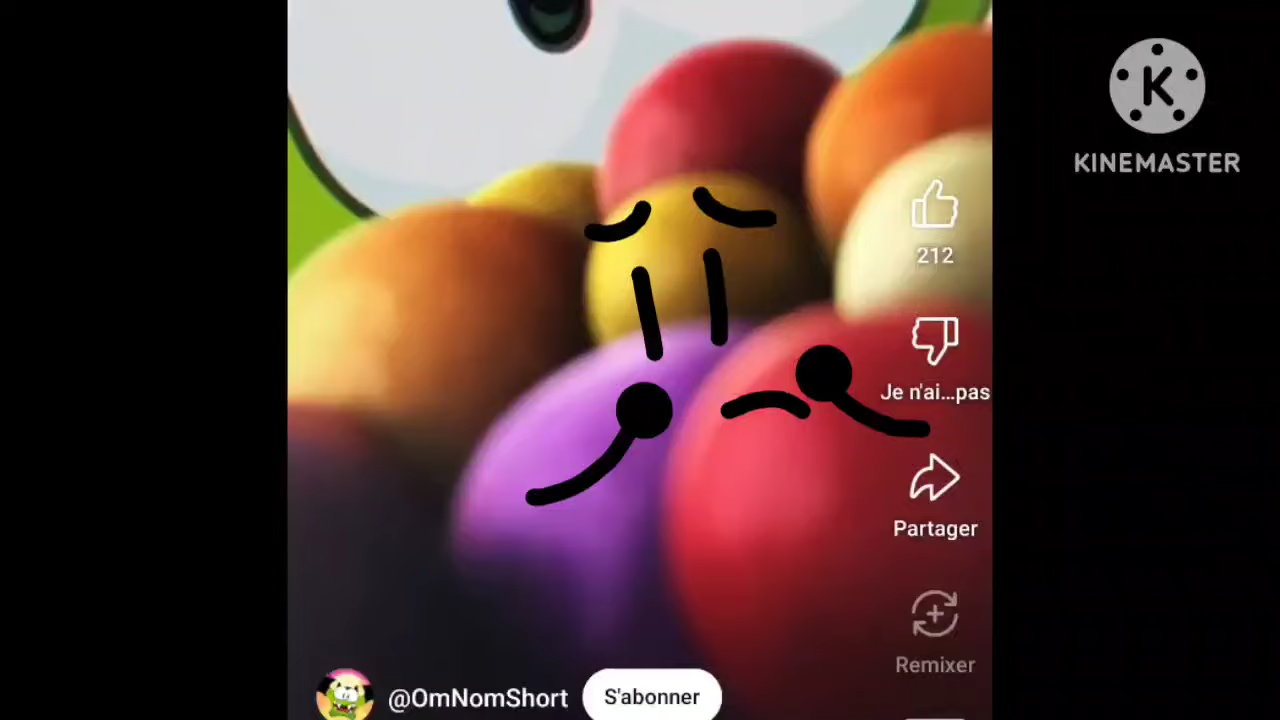 K
KINEMASTER
212
Je n'ai...pas
Partager
Remixer
@OmNomShort
S'abonner